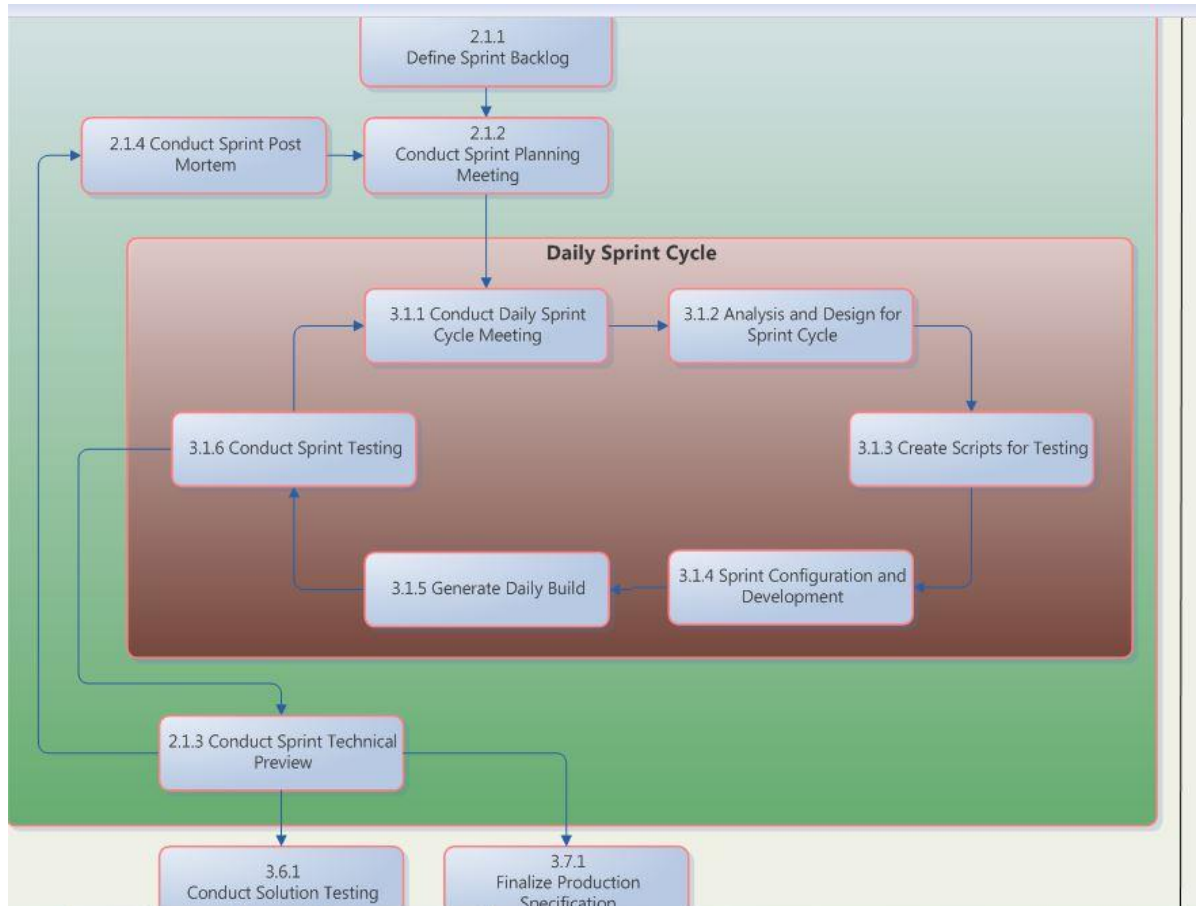 2.1.1
Define Sprint Backlog
2.1.4 Conduct Sprint Post
Mortem
2.1.2
Conduct Sprint Planning
Meeting
Daily Sprint Cycle
3.1.1 Conduct Daily Sprint
Cycle Meeting
3.1.2 Analysis and Design for
Sprint Cycle
3.1.6 Conduct Sprint Testing
3.1.3 Create Scripts for Testing
3.1.5 Generate Daily Build
3.1.4 Sprint Configuration and
Development
2.1.3 Conduct Sprint Technical
Preview
3.6.1
Conduct Solution Testing
3.7.1
Finalize Production
Specification